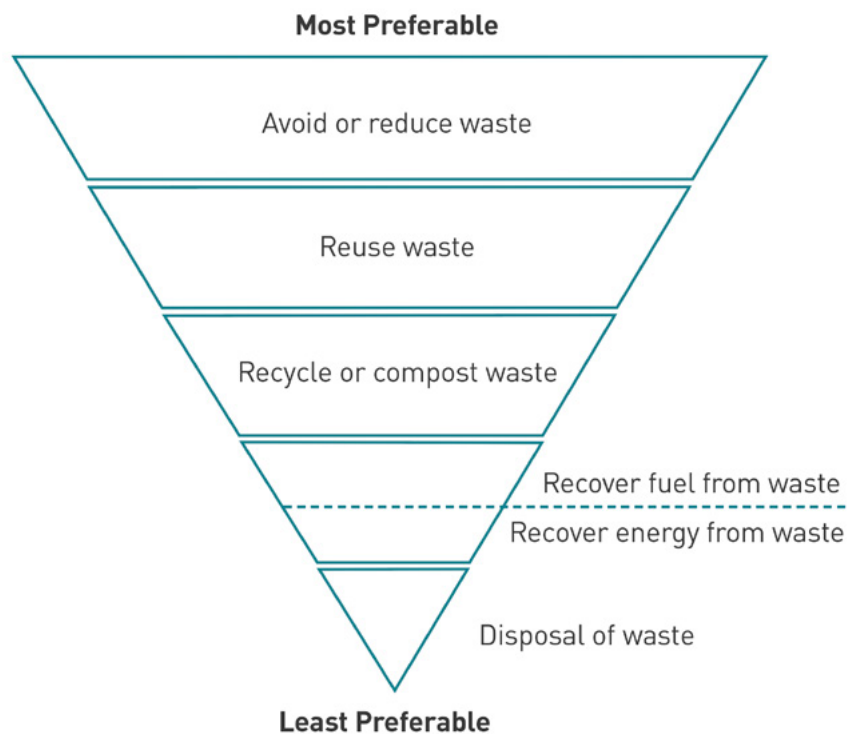 Most Preferable
Avoid or reduce waste
Reuse waste
Recycle or compost waste
Recover fuel from waste
Recover energy from waste
Disposal of waste
Least Preferable